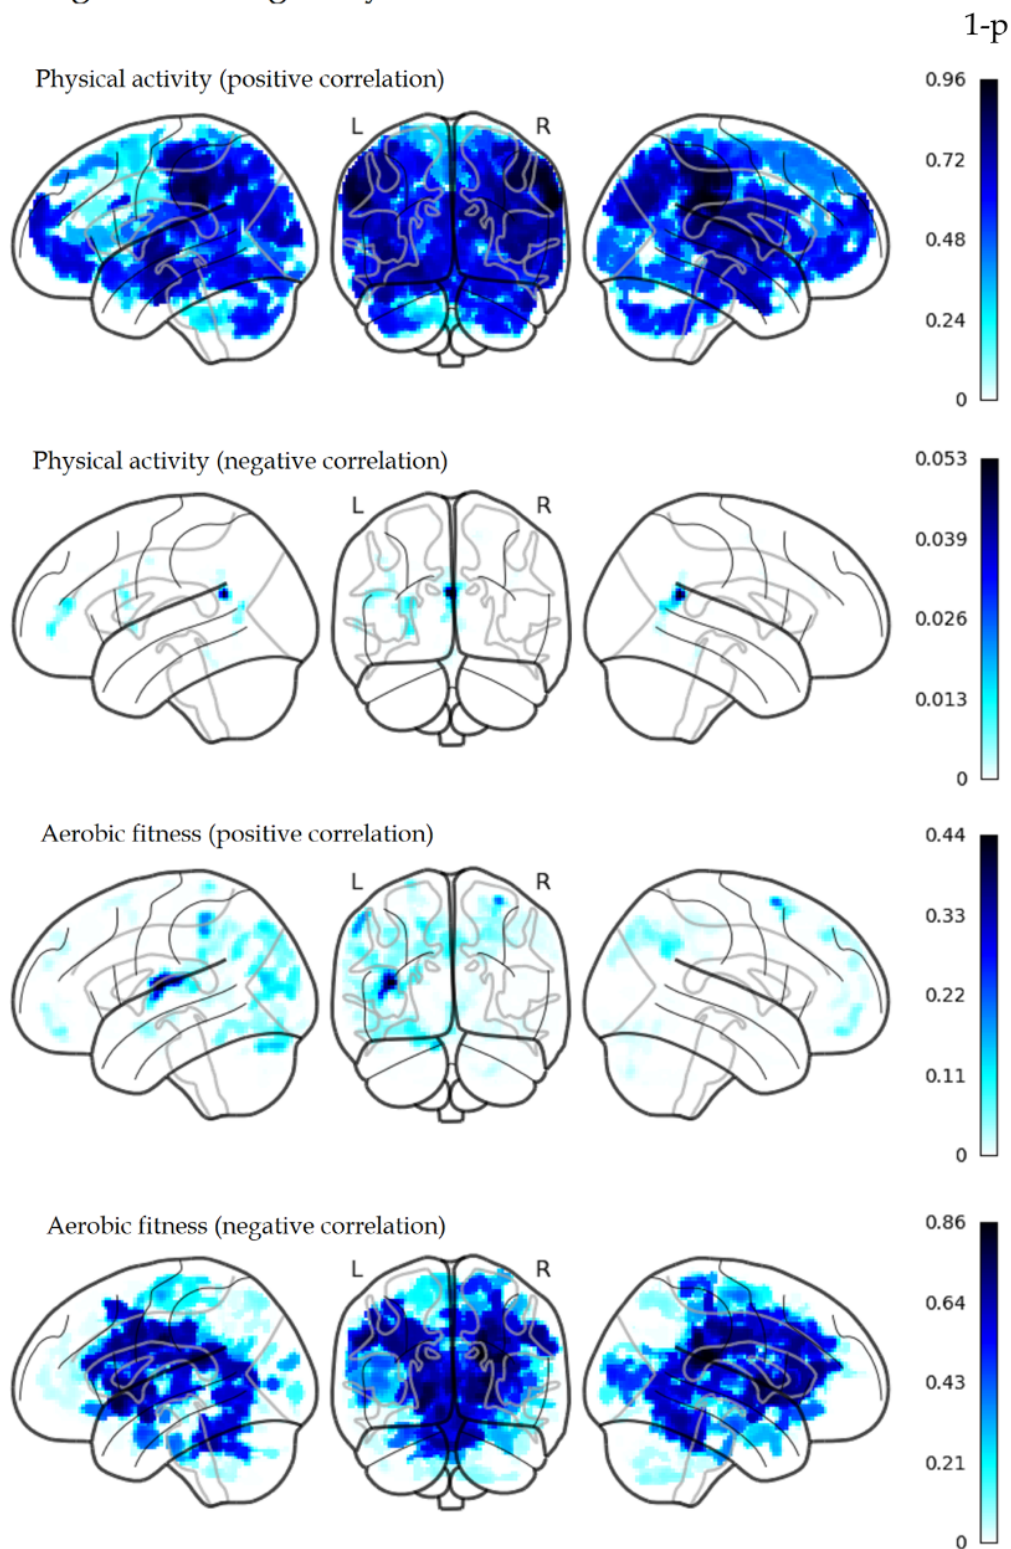 1-p
Physical activity (positive correlation)
L R
0.96
0.72
0.48
0.24
0
Physical activity (negative correlation)
L R
0.053
0.039
0.026
0.013
0
Aerobic fitness (positive correlation)
L R
0.44
0.33
0.22
0.11
0
Aerobic fitness (negative correlation)
L R
0.86
0.64
0.43
0.21
0